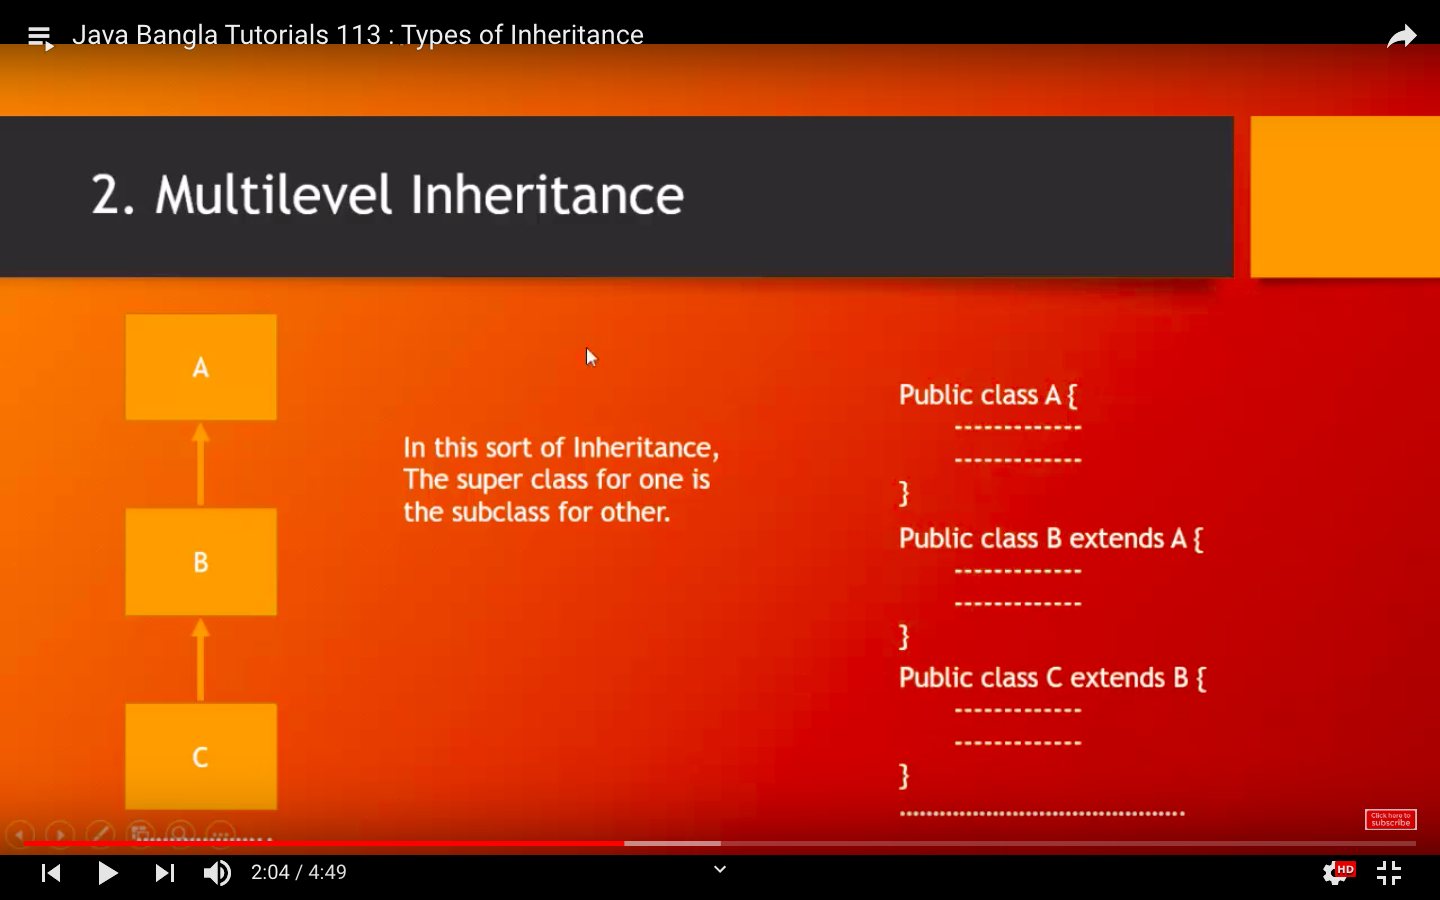 Java Bangla Tutorials 113 : Types of Inheritance
2. Multilevel Inheritance
A
B
C
In this sort of Inheritance,
The super class for one is
the subclass for other.
Public class A {
-------------
-------------
}
Public class B extends A {
-------------
-------------
}
Public class C extends B {
-------------
-------------
}
...........................................
Click here to
subscribe
2:04 / 4:49
HD